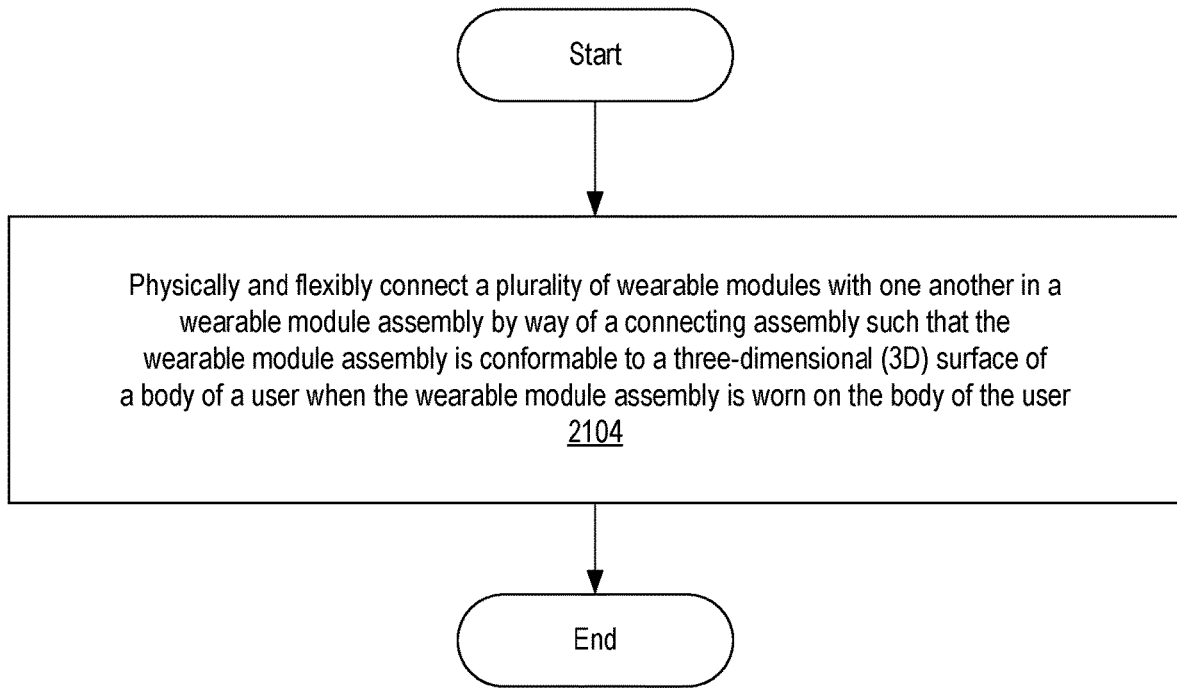 Start
Physically and flexibly connect a plurality of wearable modules with one another in a
wearable module assembly by way of a connecting assembly such that the
wearable module assembly is conformable to a three-dimensional (3D) surface of
a body of a user when the wearable module assembly is worn on the body of the user
2104
End